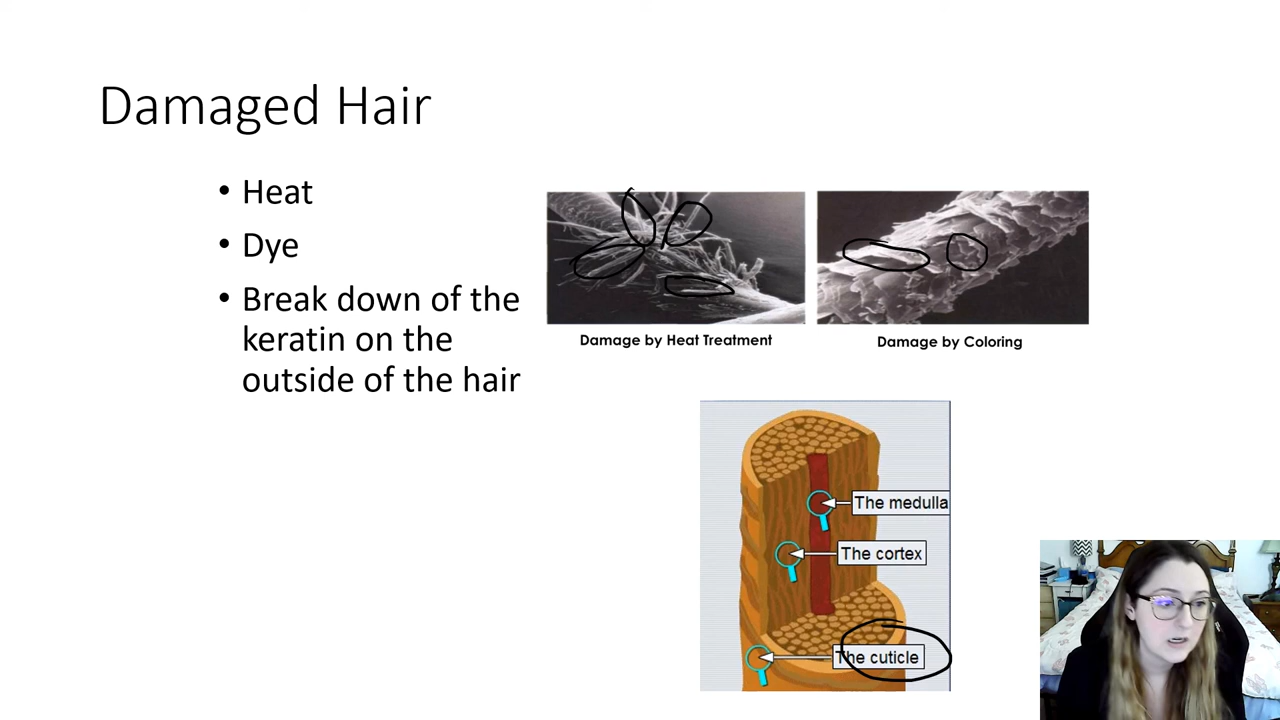 Damaged Hair
• Heat
• Dye
• Break down of the
keratin on the
outside of the hair
Damage by Heat Treatment
Damage by Coloring
The medulla
The cortex
The cuticle